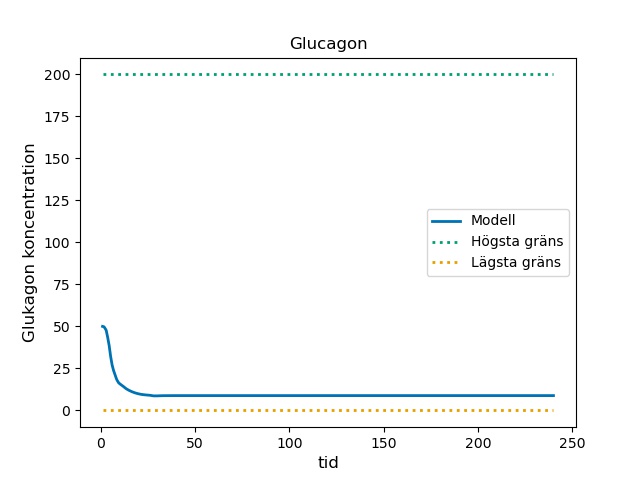 Glucagon
Glukagon koncentration
200
175
150
125
100
75
50
25
0
Modell
Högsta gräns
Lägsta gräns
0 50 100 150 200 250
tid